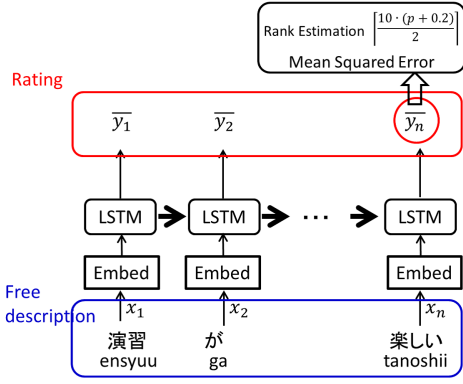 Rank Estimation ⌈10·(p+0.2)/2⌉
Mean Squared Error
Rating
y̅₁ y̅₂ y̅ₙ
LSTM LSTM ··· LSTM
Embed Embed Embed
Free
description
x₁ x₂ xₙ
演習 が 楽しい
ensyuu ga tanoshii